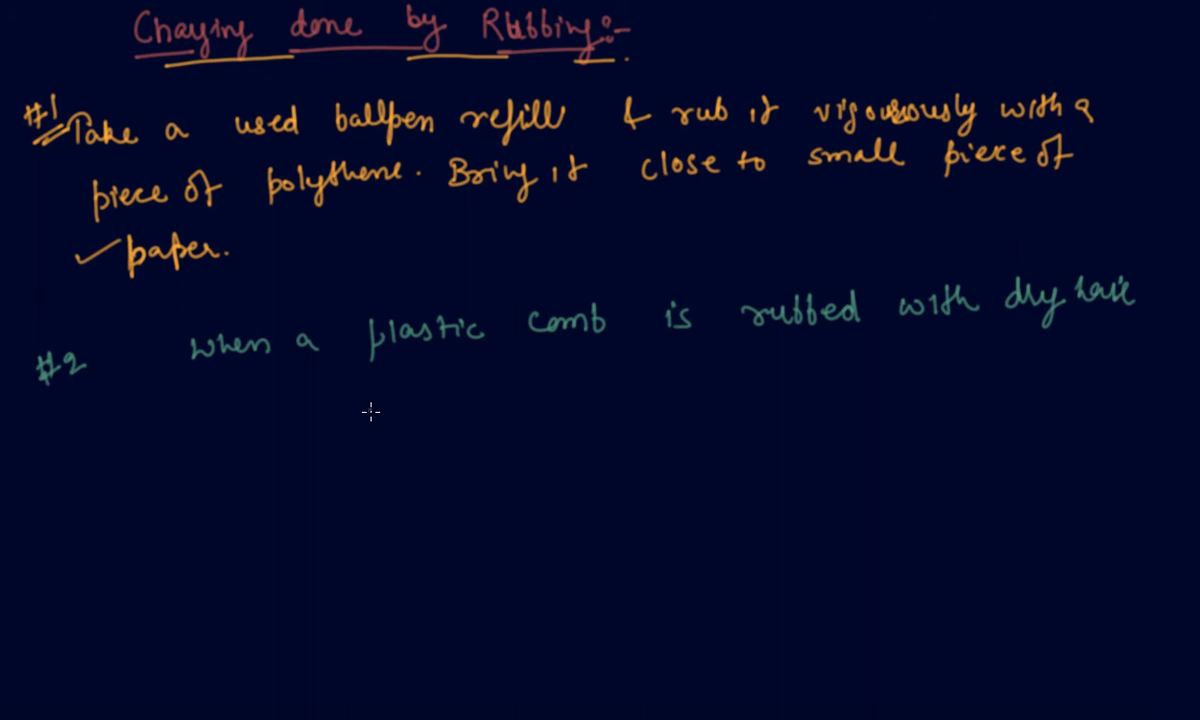 Charging done by Rubbing:-
#1 Take a used ballpen refill & rub it vigourously with a
piece of polythene. Bring it close to small piece of
paper.
#2 when a plastic comb is rubbed with dry hair